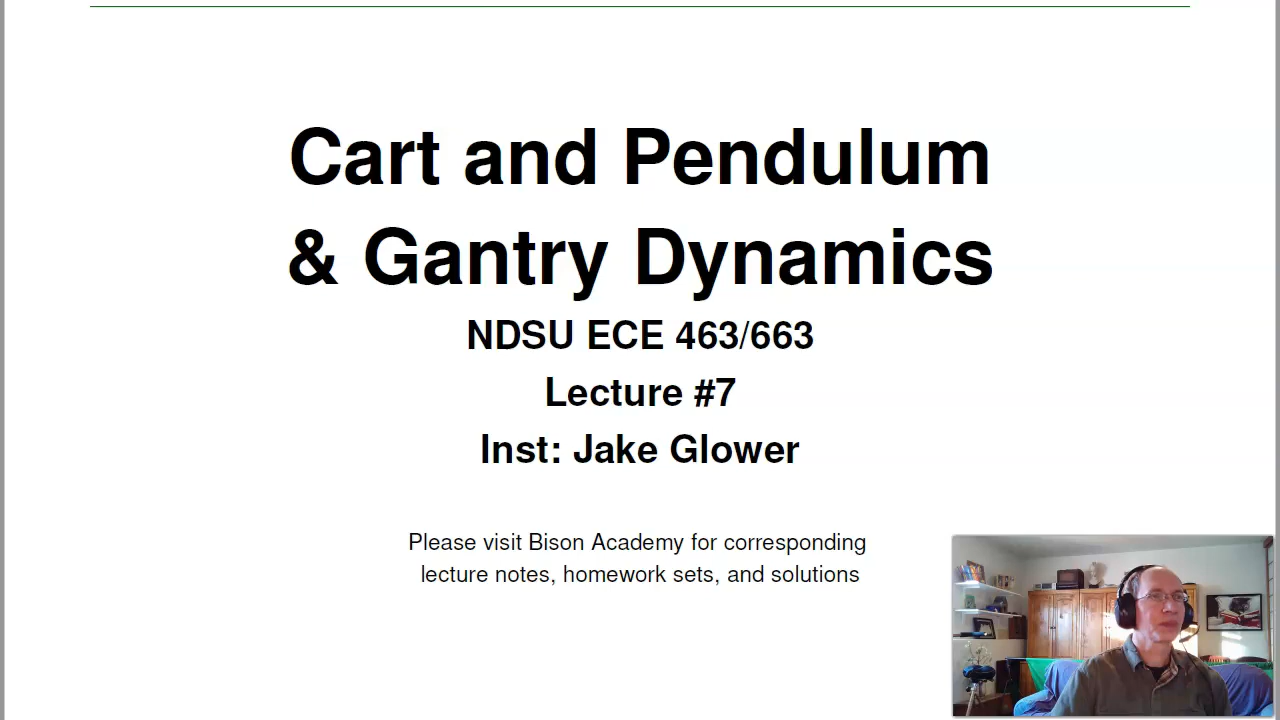 Cart and Pendulum
& Gantry Dynamics
NDSU ECE 463/663
Lecture #7
Inst: Jake Glower
Please visit Bison Academy for corresponding
lecture notes, homework sets, and solutions